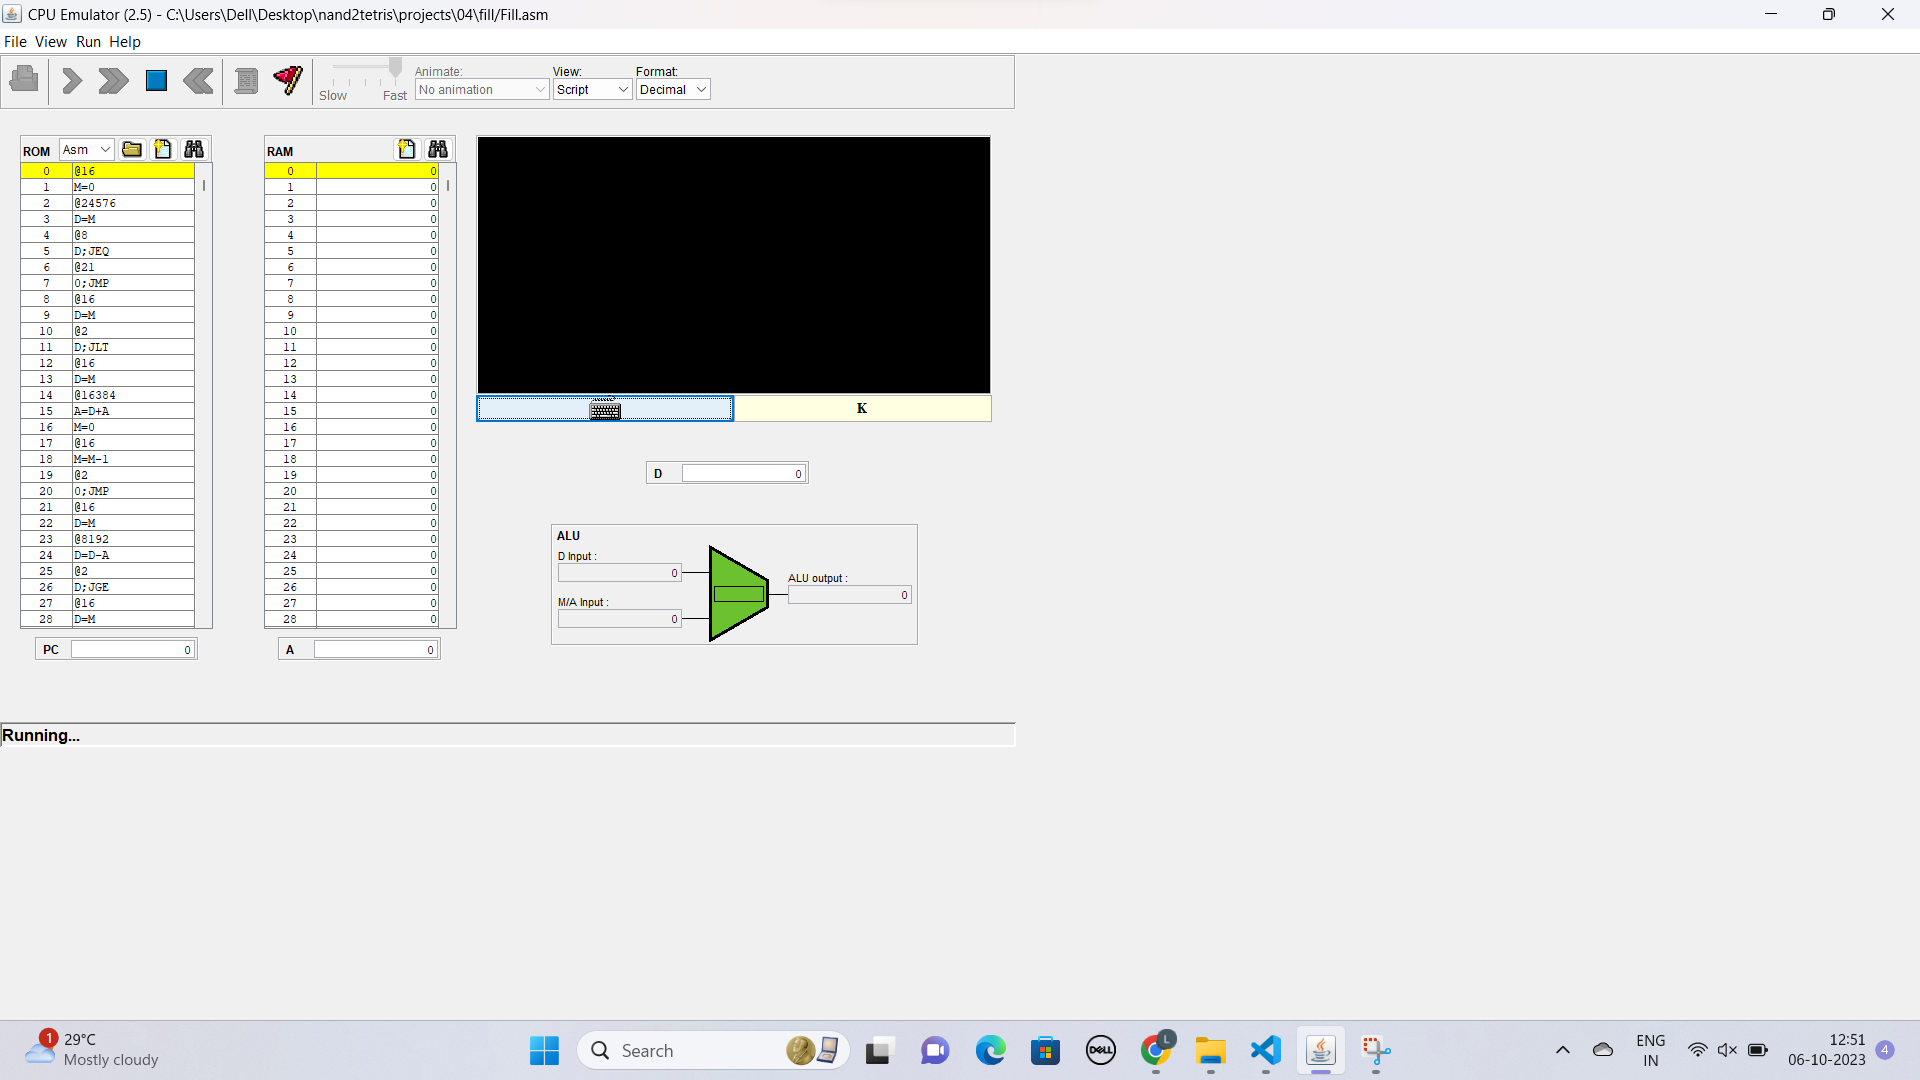 CPU Emulator (2.5) - C:\Users\Dell\Desktop\nand2tetris\projects\04\fill/Fill.asm
File View Run Help
Slow Fast
Animate:
No animation
View:
Script
Format:
Decimal
ROM Asm
0 @16
1 M=0
2 @24576
3 D=M
4 @8
5 D;JEQ
6 @21
7 0;JMP
8 @16
9 D=M
10 @2
11 D;JLT
12 @16
13 D=M
14 @16384
15 A=D+A
16 M=0
17 @16
18 M=M-1
19 @2
20 0;JMP
21 @16
22 D=M
23 @8192
24 D=D-A
25 @2
26 D;JGE
27 @16
28 D=M
PC 0
RAM
0 0
1 0
2 0
3 0
4 0
5 0
6 0
7 0
8 0
9 0
10 0
11 0
12 0
13 0
14 0
15 0
16 0
17 0
18 0
19 0
20 0
21 0
22 0
23 0
24 0
25 0
26 0
27 0
28 0
A 0
K
D 0
ALU
D Input :
0
M/A Input :
0
ALU output :
0
Running...
1
29°C
Mostly cloudy
Search
DELL
L
ENG
IN
12:51
06-10-2023
4